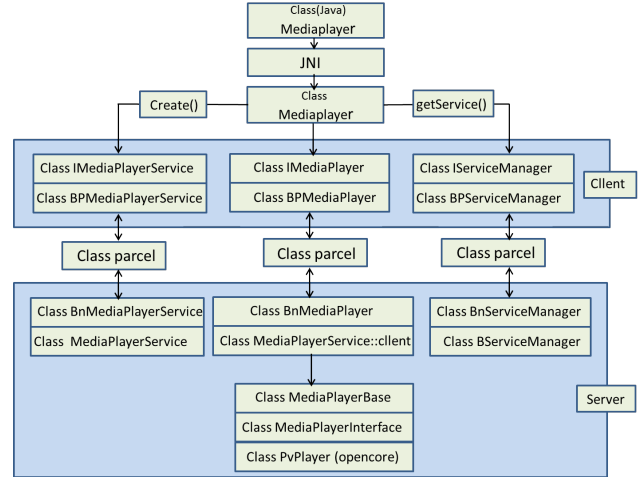 Class(Java)
Mediaplayer
JNI
Class
Mediaplayer
Create()
getService()
Class IMediaPlayerService
Class BPMediaPlayerService
Class IMediaPlayer
Class BPMediaPlayer
Class IServiceManager
Class BPServiceManager
Cllent
Class parcel
Class parcel
Class parcel
Class BnMediaPlayerService
Class MediaPlayerService
Class BnMediaPlayer
Class MediaPlayerService::cllent
Class BnServiceManager
Class BServiceManager
Class MediaPlayerBase
Class MediaPlayerInterface
Class PvPlayer (opencore)
Server